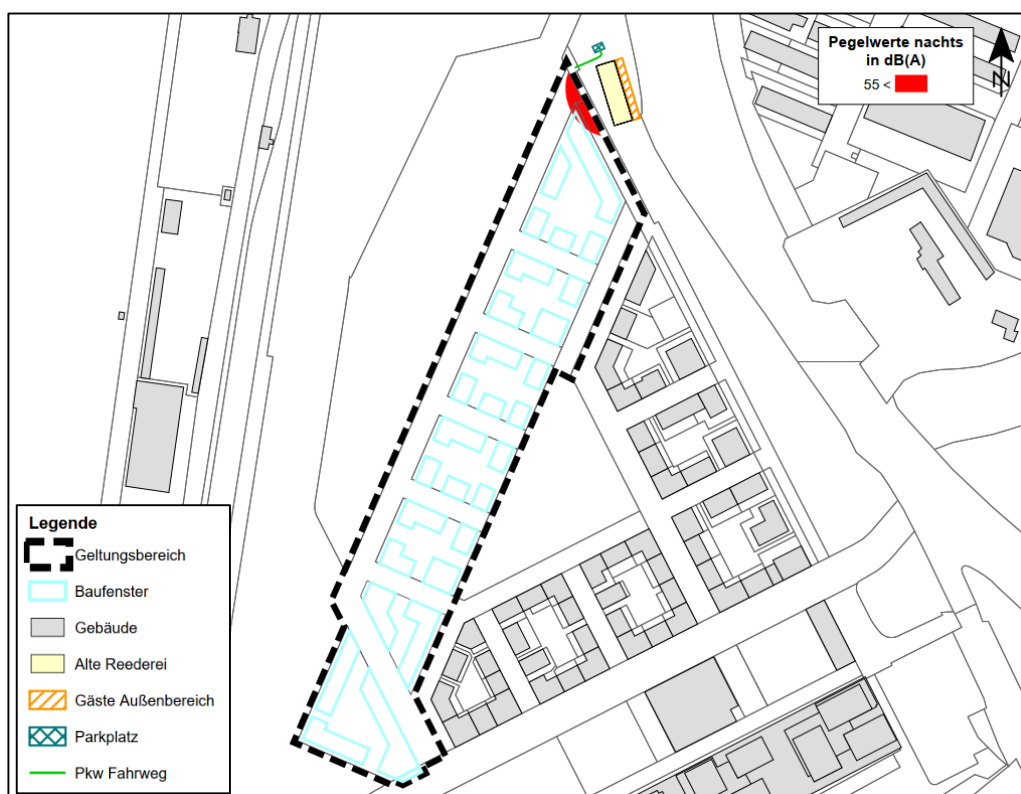 Pegelwerte nachts
in dB(A)
55 <
N
Legende
Geltungsbereich
Baufenster
Gebäude
Alte Reederei
Gäste Außenbereich
Parkplatz
Pkw Fahrweg